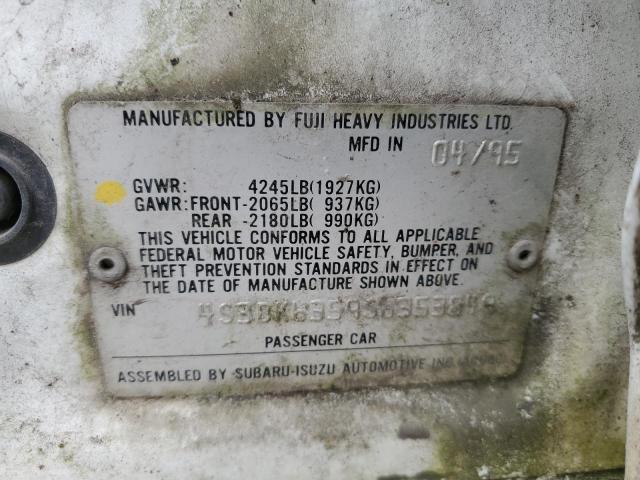 MANUFACTURED BY FUJI HEAVY INDUSTRIES LTD.
MFD IN 04/95
GVWR: 4245LB(1927KG)
GAWR:FRONT-2065LB( 937KG)
REAR -2180LB( 990KG)
THIS VEHICLE CONFORMS TO ALL APPLICABLE
FEDERAL MOTOR VEHICLE SAFETY, BUMPER, AND
THEFT PREVENTION STANDARDS IN EFFECT ON
THE DATE OF MANUFACTURE SHOWN ABOVE.
VIN
PASSENGER CAR
ASSEMBLED BY SUBARU-ISUZU AUTOMOTIVE INC.